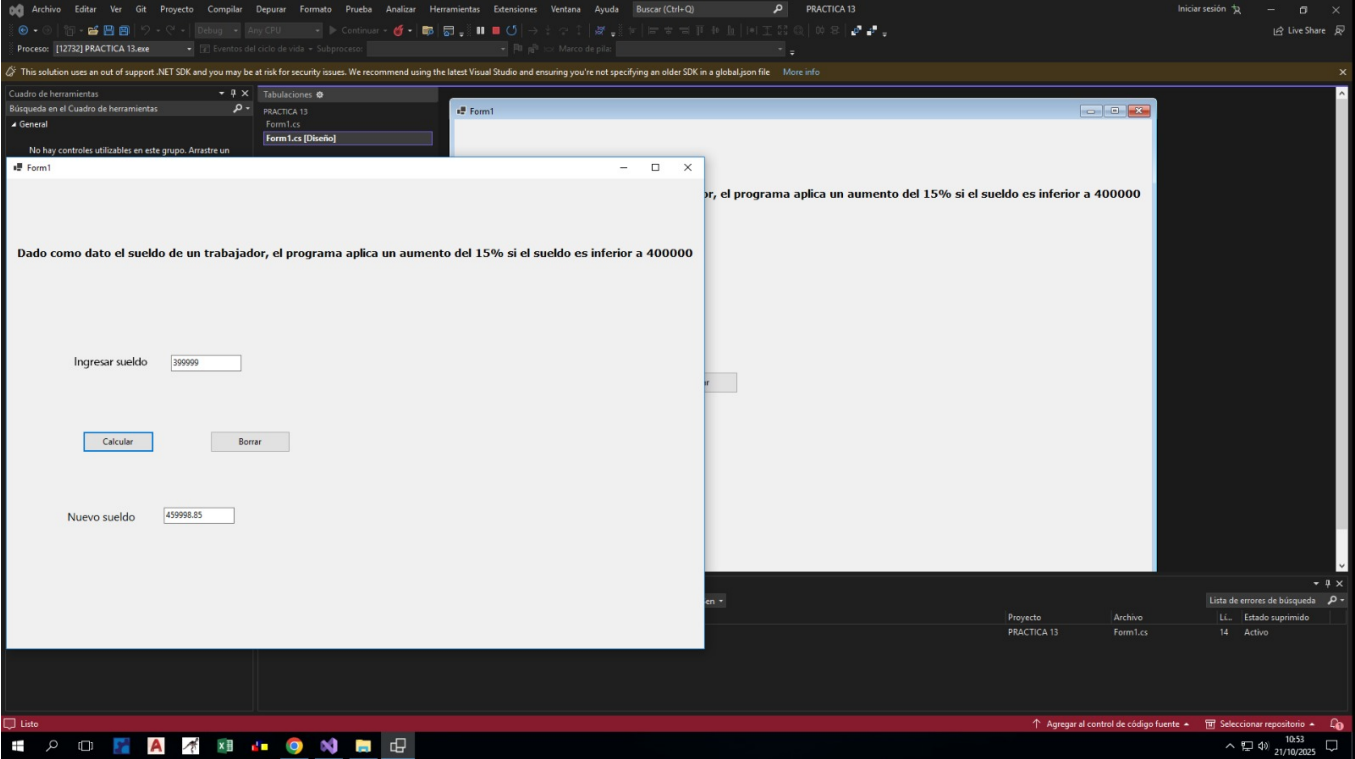 Archivo Editar Ver Git Proyecto Compilar Depurar Formato Prueba Analizar Herramientas Extensiones Ventana Ayuda Buscar (Ctrl+Q) PRACTICA 13 Iniciar sesión
Debug Any CPU Continuar Live Share
Proceso: [12732] PRACTICA 13.exe Eventos del ciclo de vida Subproceso: Marco de pila:
This solution uses an out of support .NET SDK and you may be at risk for security issues. We recommend using the latest Visual Studio and ensuring you're not specifying an older SDK in a global.json file More info
Cuadro de herramientas
Búsqueda en el Cuadro de herramientas
General
No hay controles utilizables en este grupo. Arrastre un
Tabulaciones
PRACTICA 13
Form1.cs
Form1.cs [Diseño]
Form1
or, el programa aplica un aumento del 15% si el sueldo es inferior a 400000
ar
Form1
Dado como dato el sueldo de un trabajador, el programa aplica un aumento del 15% si el sueldo es inferior a 400000
Ingresar sueldo 399999
Calcular Borrar
Nuevo sueldo 459998.85
en Lista de errores de búsqueda
Proyecto Archivo Lí... Estado suprimido
PRACTICA 13 Form1.cs 14 Activo
Listo Agregar al control de código fuente Seleccionar repositorio
10:53
21/10/2025